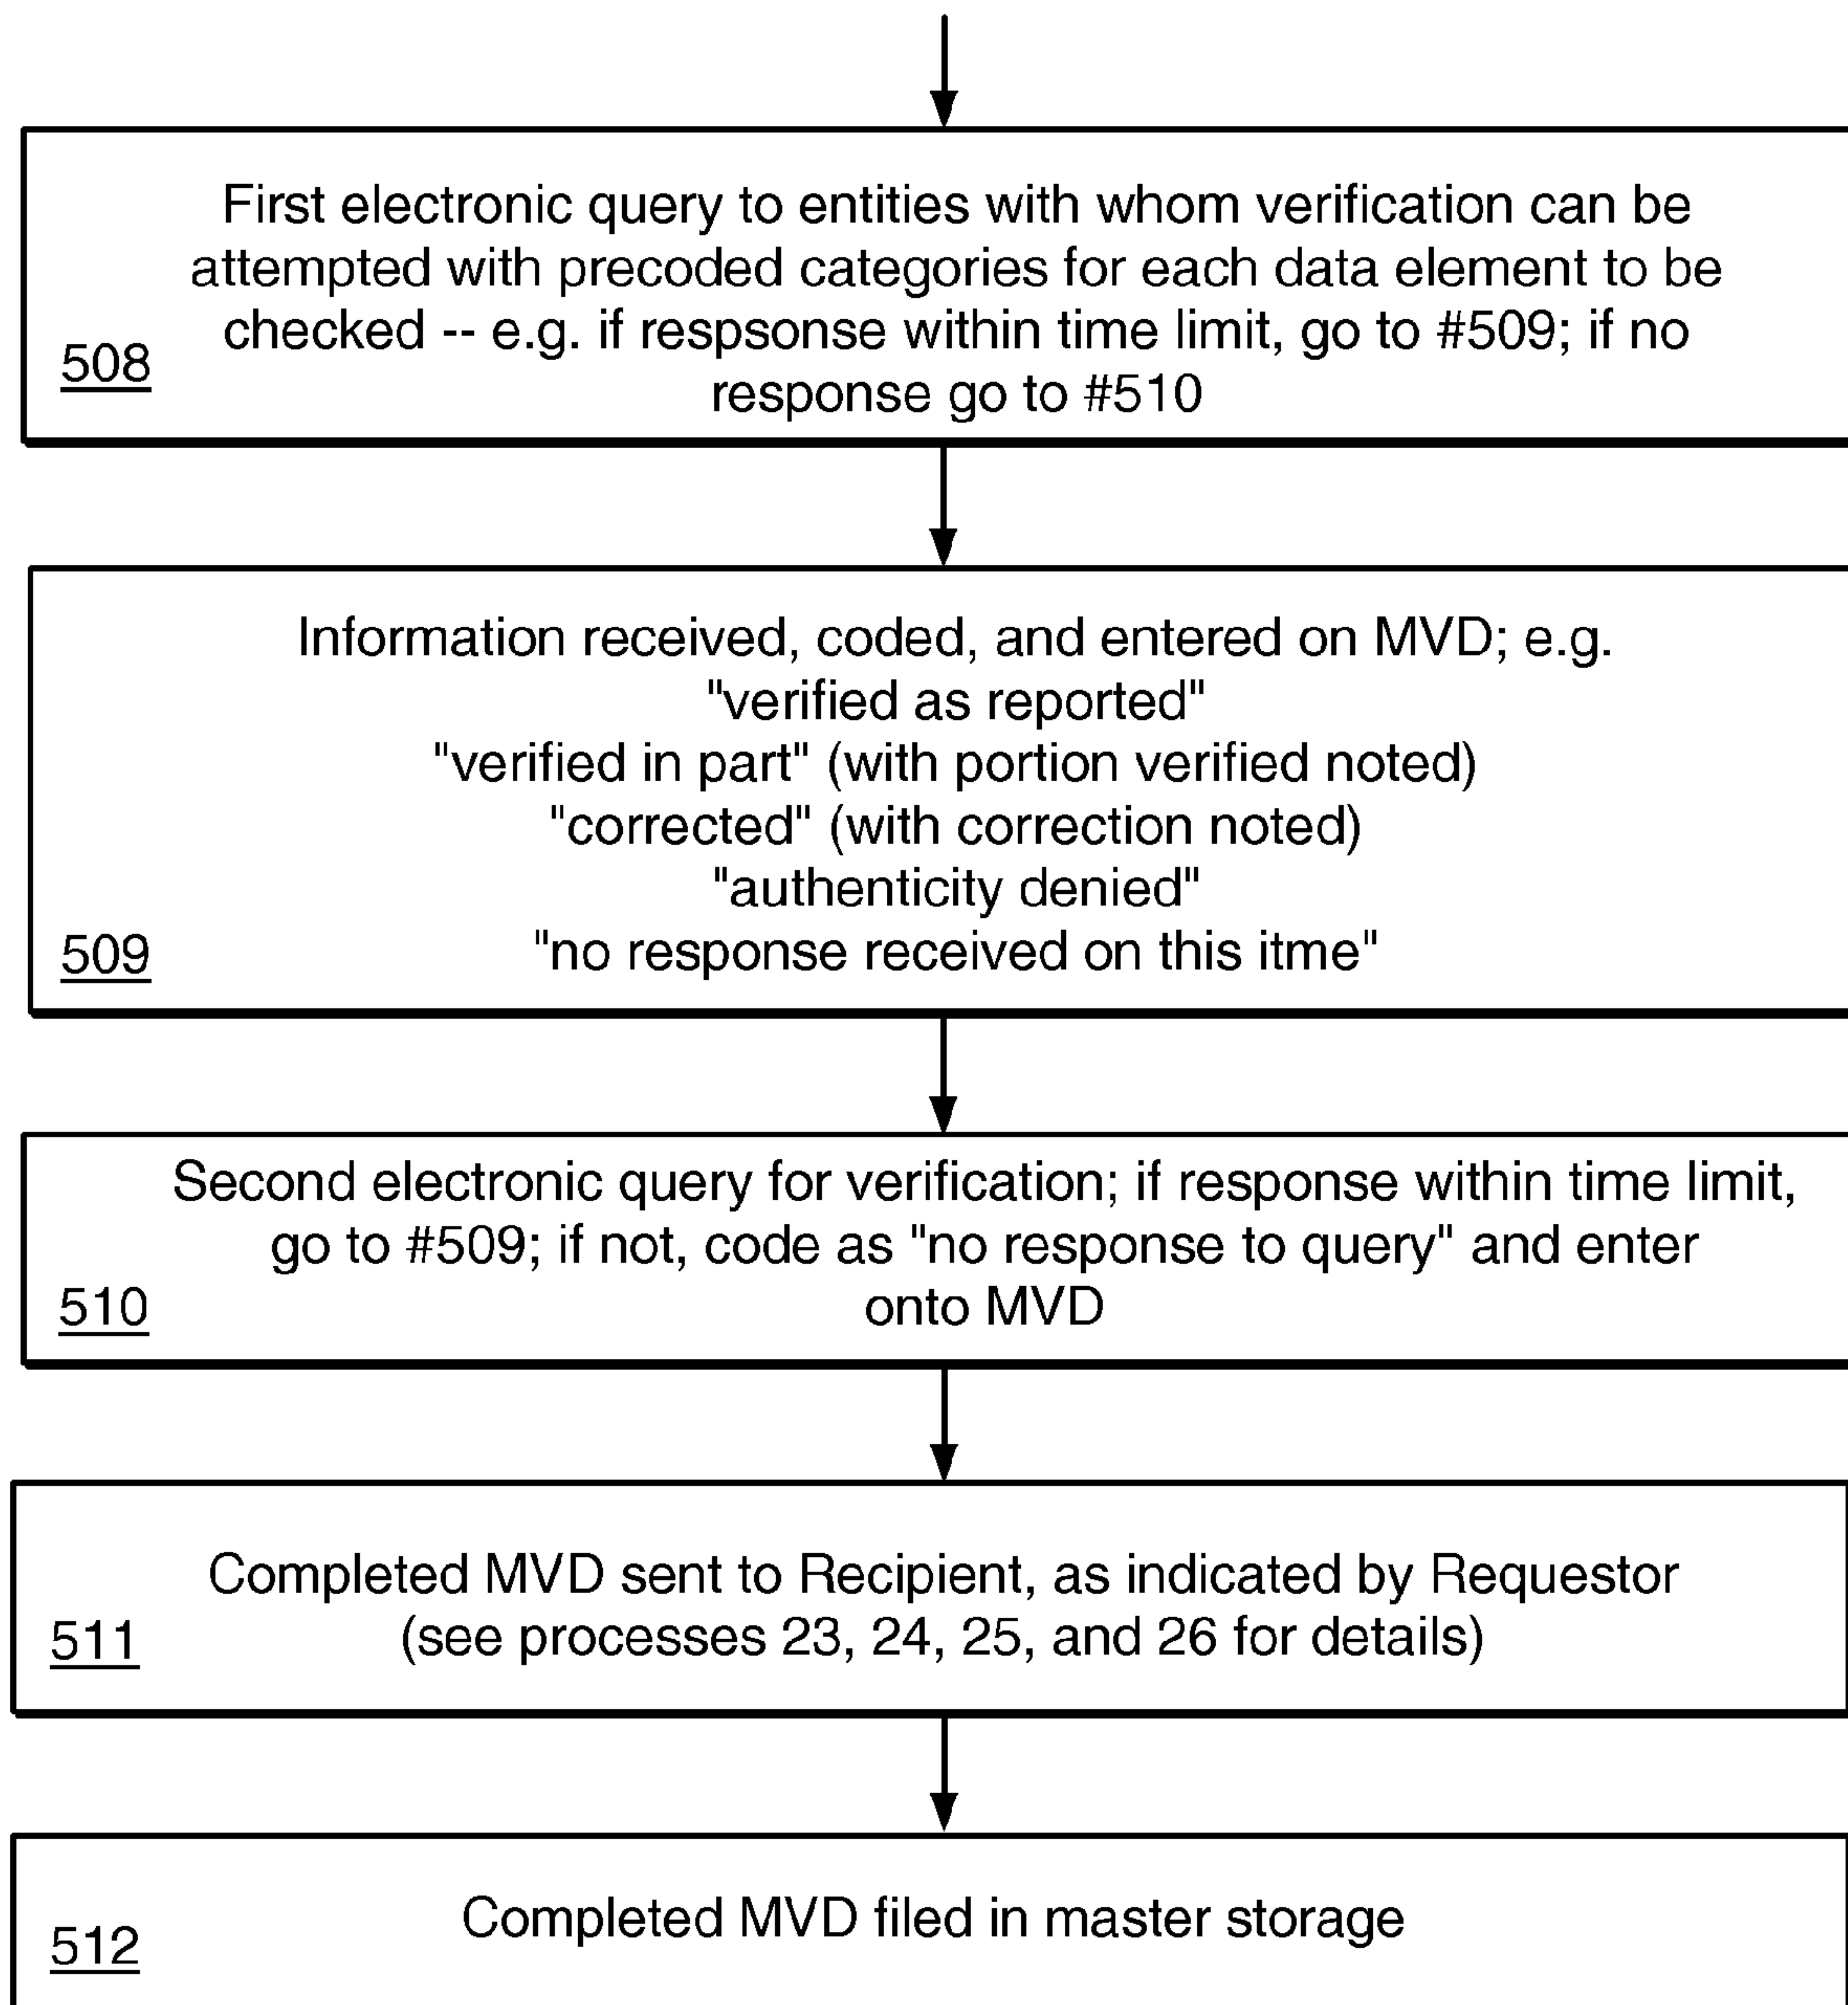 First electronic query to entities with whom verification can be
attempted with precoded categories for each data element to be
checked -- e.g. if respsonse within time limit, go to #509; if no
508
response go to #510
Information received, coded, and entered on MVD; e.g.
"verified as reported"
"verified in part" (with portion verified noted)
"corrected" (with correction noted)
"authenticity denied"
509
"no response received on this itme"
Second electronic query for verification; if response within time limit,
go to #509; if not, code as "no response to query" and enter
510
onto MVD
Completed MVD sent to Recipient, as indicated by Requestor
511
(see processes 23, 24, 25, and 26 for details)
Completed MVD filed in master storage
512